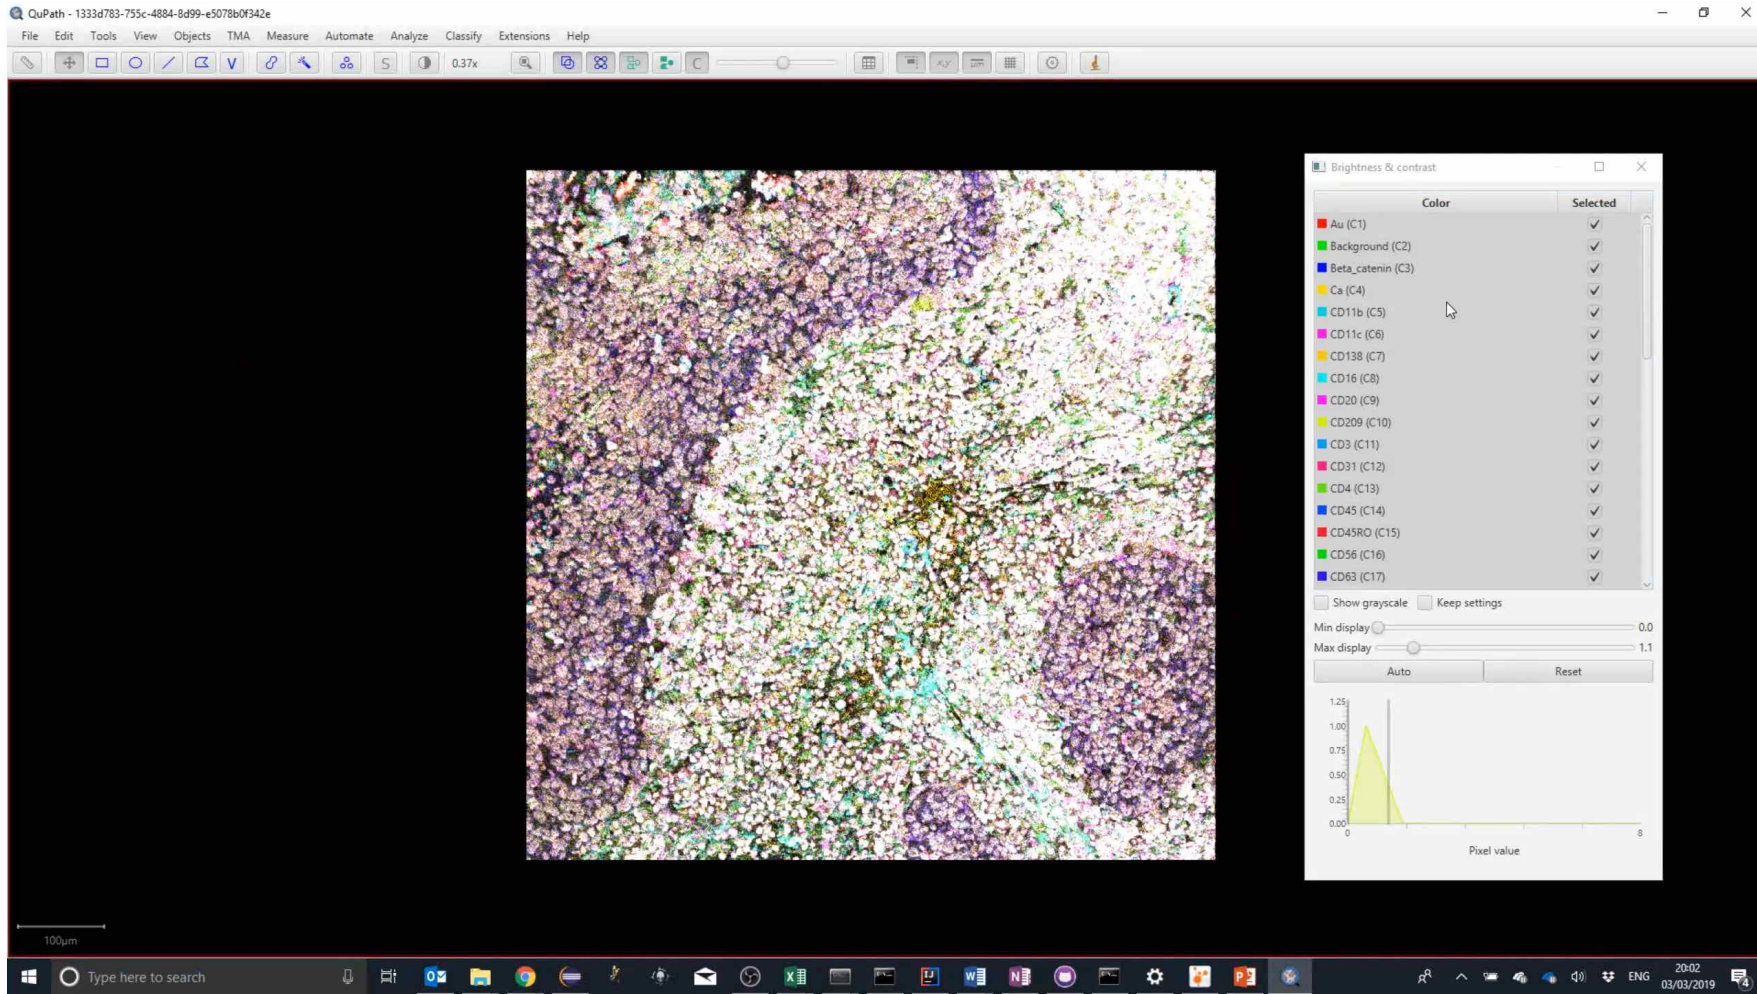 QuPath - 1333d783-755c-4884-8d99-e5078b0f342e
File Edit Tools View Objects TMA Measure Automate Analyze Classify Extensions Help
S 0.37x C x,y μm
Brightness & contrast
Color Selected
Au (C1)
Background (C2)
Beta_catenin (C3)
Ca (C4)
CD11b (C5)
CD11c (C6)
CD138 (C7)
CD16 (C8)
CD20 (C9)
CD209 (C10)
CD3 (C11)
CD31 (C12)
CD4 (C13)
CD45 (C14)
CD45RO (C15)
CD56 (C16)
CD63 (C17)
Show grayscale Keep settings
Min display 0.0
Max display 1.1
Auto Reset
1.25
1.00
0.75
0.50
0.25
0.00
0 8
Pixel value
100μm
Type here to search
ENG
20:02
03/03/2019
4